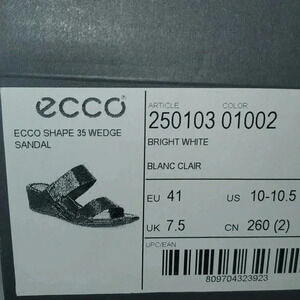 ecco
ARTICLE COLOR
250103 01002
ECCO SHAPE 35 WEDGE
SANDAL
BRIGHT WHITE
BLANC CLAIR
EU 41 US 10-10.5
UK 7.5 CN 260 (2)
UPC/EAN
809704323923